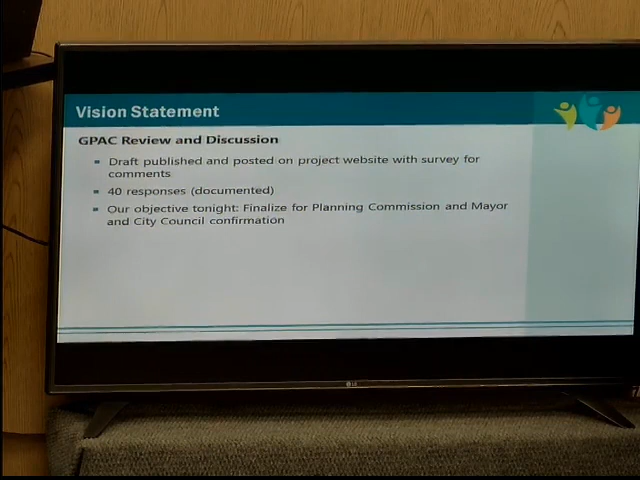 Vision Statement
GPAC Review and Discussion
Draft published and posted on project website with survey for
comments
40 responses (documented)
Our objective tonight: Finalize for Planning Commission and Mayor
and City Council confirmation
LG